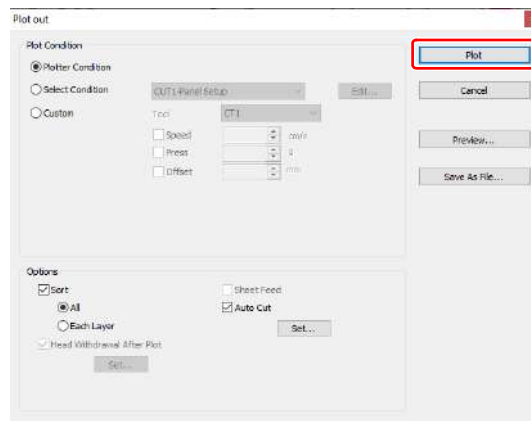 Plot out
Plot Condition
Plotter Condition
Select Condition
CUT1-Panel Setup
Edit...
Custom
Tool
CT1
Speed
cm/s
Press
g
Offset
mm
Plot
Cancel
Preview...
Save As File...
Options
Sort
All
Each Layer
Head Withdrawal After Plot
Set...
Sheet Feed
Auto Cut
Set...